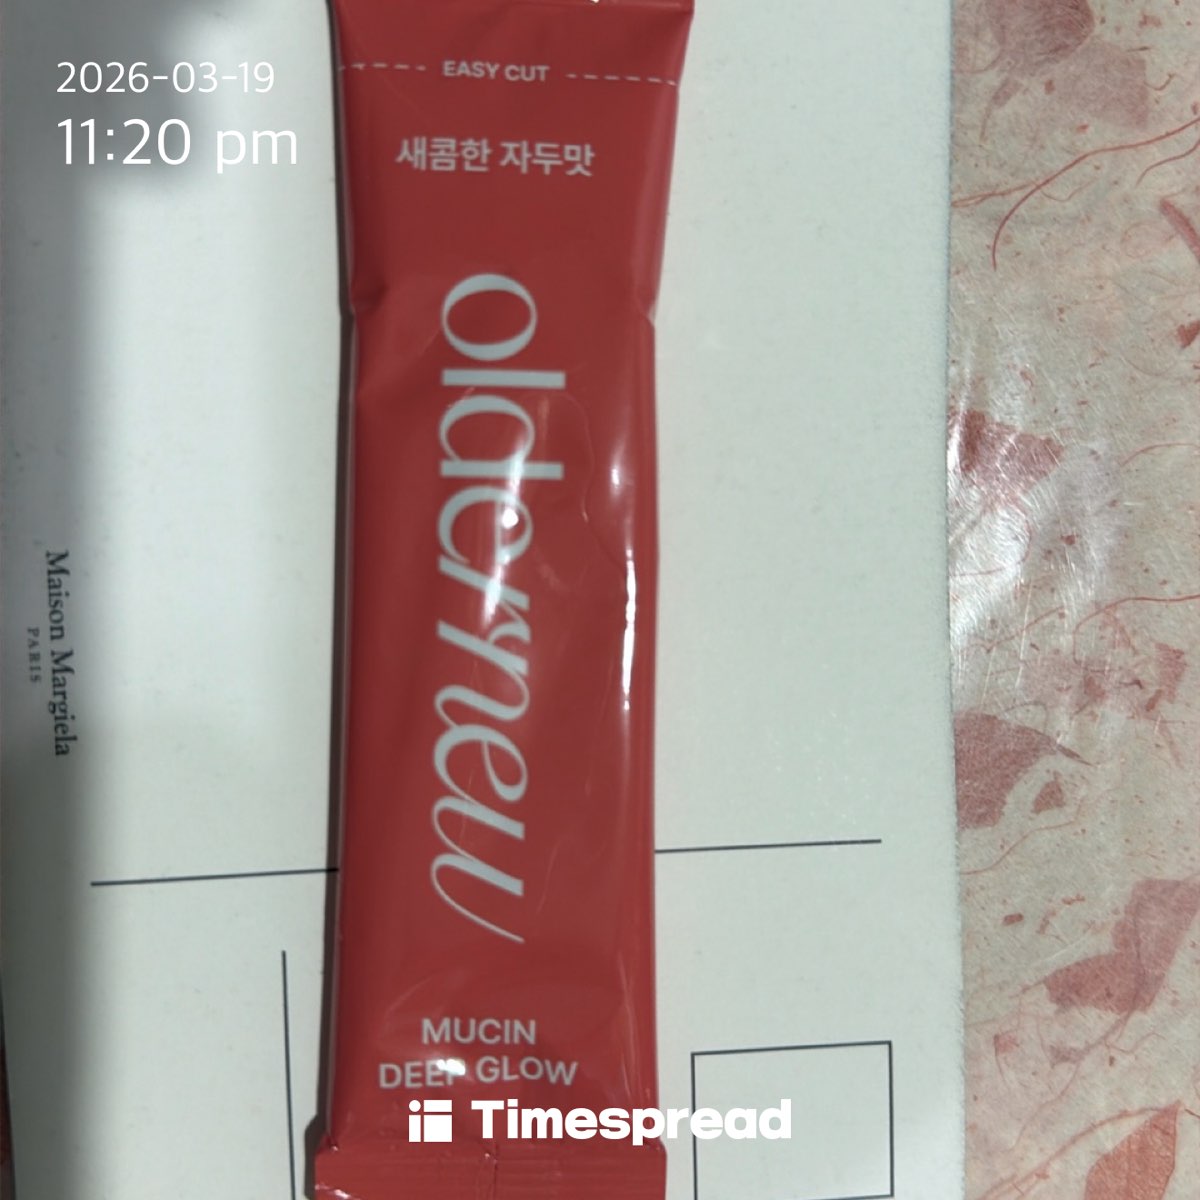 2026-03-19
11:20 pm
EASY CUT
새콤한 자두맛
oldernew
MUCIN
DEEP GLOW
Maison Margiela
PARIS
Timespread